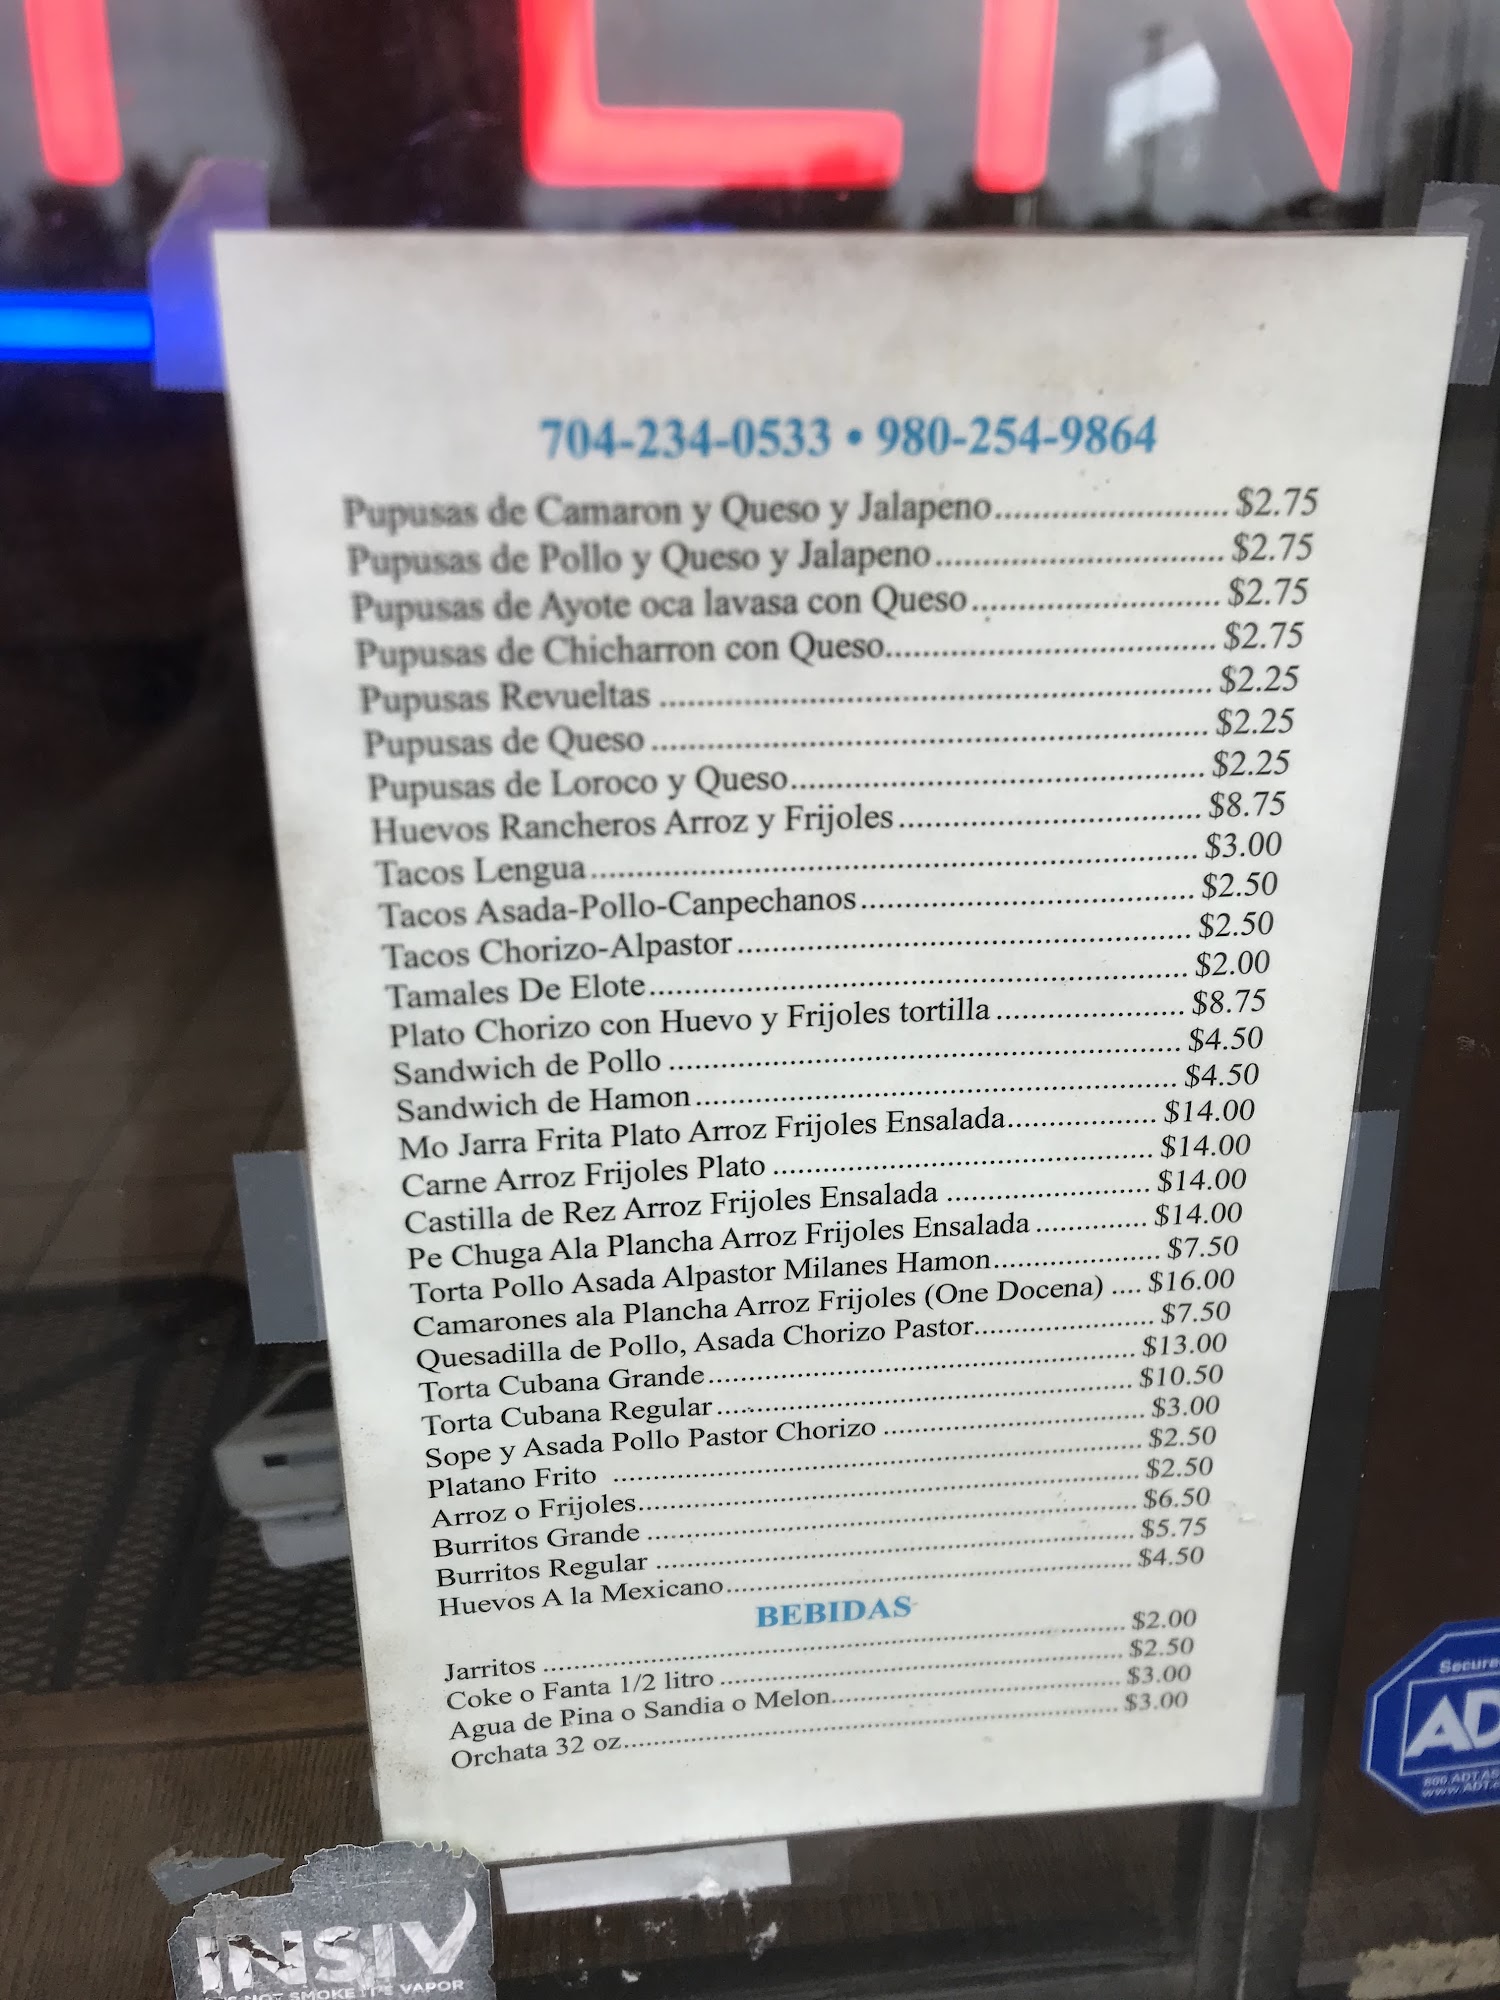 704-234-0533 • 980-254-9864
Pupusas de Camaron y Queso y Jalapeno........................ $2.75
Pupusas de Pollo y Queso y Jalapeno.............................. $2.75
Pupusas de Ayote oca lavasa con Queso.......................... $2.75
Pupusas de Chicharron con Queso................................... $2.75
Pupusas Revueltas ............................................................ $2.25
Pupusas de Queso ............................................................. $2.25
Pupusas de Loroco y Queso............................................. $2.25
Huevos Rancheros Arroz y Frijoles ................................. $8.75
Tacos Lengua.................................................................... $3.00
Tacos Asada-Pollo-Canpechanos ..................................... $2.50
Tacos Chorizo-Alpastor ................................................... $2.50
Tamales De Elote.............................................................. $2.00
Plato Chorizo con Huevo y Frijoles tortilla ..................... $8.75
Sandwich de Pollo ........................................................... $4.50
Sandwich de Hamon ........................................................ $4.50
Mo Jarra Frita Plato Arroz Frijoles Ensalada.................. $14.00
Carne Arroz Frijoles Plato ............................................. $14.00
Castilla de Rez Arroz Frijoles Ensalada ........................ $14.00
Pe Chuga Ala Plancha Arroz Frijoles Ensalada ............. $14.00
Torta Pollo Asada Alpastor Milanes Hamon.................... $7.50
Camarones ala Plancha Arroz Frijoles (One Docena) .... $16.00
Quesadilla de Pollo, Asada Chorizo Pastor...................... $7.50
Torta Cubana Grande..................................................... $13.00
Torta Cubana Regular .................................................... $10.50
Sope y Asada Pollo Pastor Chorizo ................................. $3.00
Platano Frito .................................................................... $2.50
Arroz o Frijoles................................................................ $2.50
Burritos Grande ............................................................... $6.50
Burritos Regular .............................................................. $5.75
Huevos A la Mexicano..................................................... $4.50
BEBIDAS
Jarritos ............................................................................. $2.00
Coke o Fanta 1/2 litro ...................................................... $2.50
Agua de Pina o Sandia o Melon....................................... $3.00
Orchata 32 oz................................................................... $3.00
Secure
AD
800 ADT AS
www.ADT.c
INSIV
NOT SMOKE IT'S VAPOR